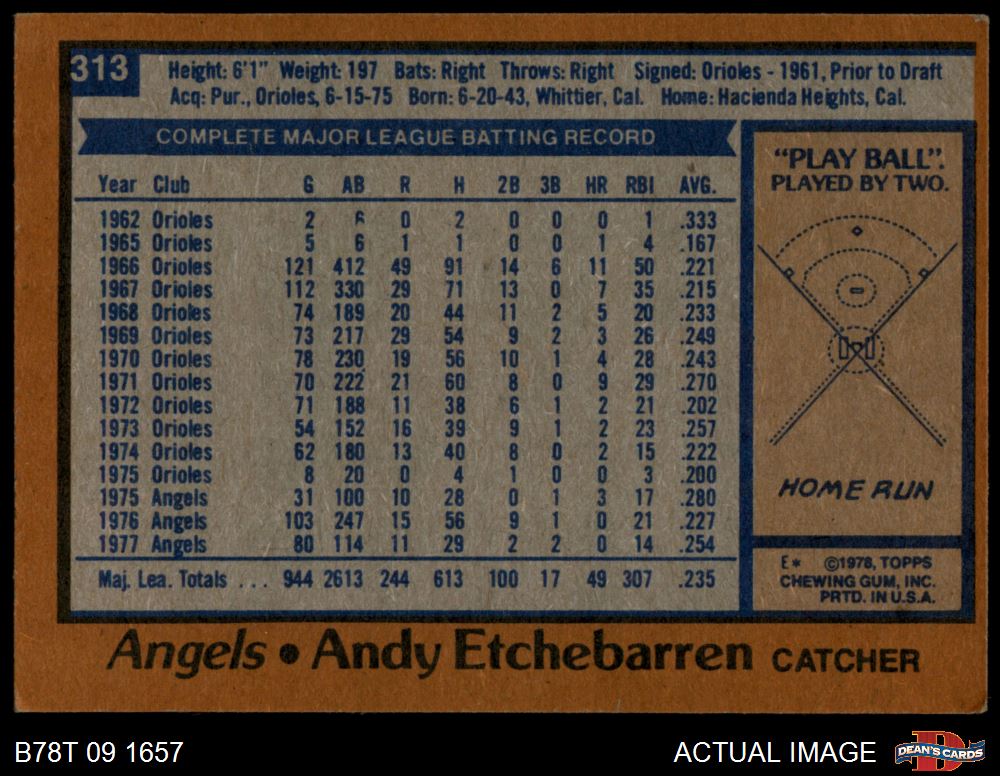 313
Height: 6'1" Weight: 197 Bats: Right Throws: Right Signed: Orioles - 1961, Prior to Draft
Acq: Pur., Orioles, 6-15-75 Born: 6-20-43, Whittier, Cal. Home: Hacienda Heights, Cal.
COMPLETE MAJOR LEAGUE BATTING RECORD
Year Club G AB R H 2B 3B HR RBI AVG.
1962 Orioles 2 6 0 2 0 0 0 1 .333
1965 Orioles 5 6 1 1 0 0 1 4 .167
1966 Orioles 121 412 49 91 14 6 11 50 .221
1967 Orioles 112 330 29 71 13 0 7 35 .215
1968 Orioles 74 189 20 44 11 2 5 20 .233
1969 Orioles 73 217 29 54 9 2 3 26 .249
1970 Orioles 78 230 19 56 10 1 4 28 .243
1971 Orioles 70 222 21 60 8 0 9 29 .270
1972 Orioles 71 188 11 38 6 1 2 21 .202
1973 Orioles 54 152 16 39 9 1 2 23 .257
1974 Orioles 62 180 13 40 8 0 2 15 .222
1975 Orioles 8 20 0 4 1 0 0 3 .200
1975 Angels 31 100 10 28 0 1 3 17 .280
1976 Angels 103 247 15 56 9 1 0 21 .227
1977 Angels 80 114 11 29 2 2 0 14 .254
Maj. Lea. Totals . . . 944 2613 244 613 100 17 49 307 .235
"PLAY BALL".
PLAYED BY TWO.
HOME RUN
E* ©1978, TOPPS
CHEWING GUM, INC.
PRTD. IN U.S.A.
Angels • Andy Etchebarren CATCHER
B78T 09 1657
ACTUAL IMAGE
DEAN'S CARDS